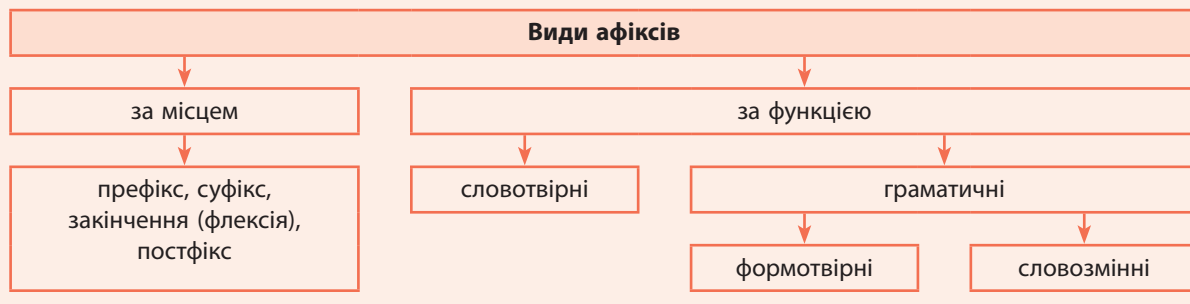 Види афіксів
за місцем
за функцією
префікс, суфікс,
закінчення (флексія),
постфікс
словотвірні
граматичні
формотвірні
словозмінні